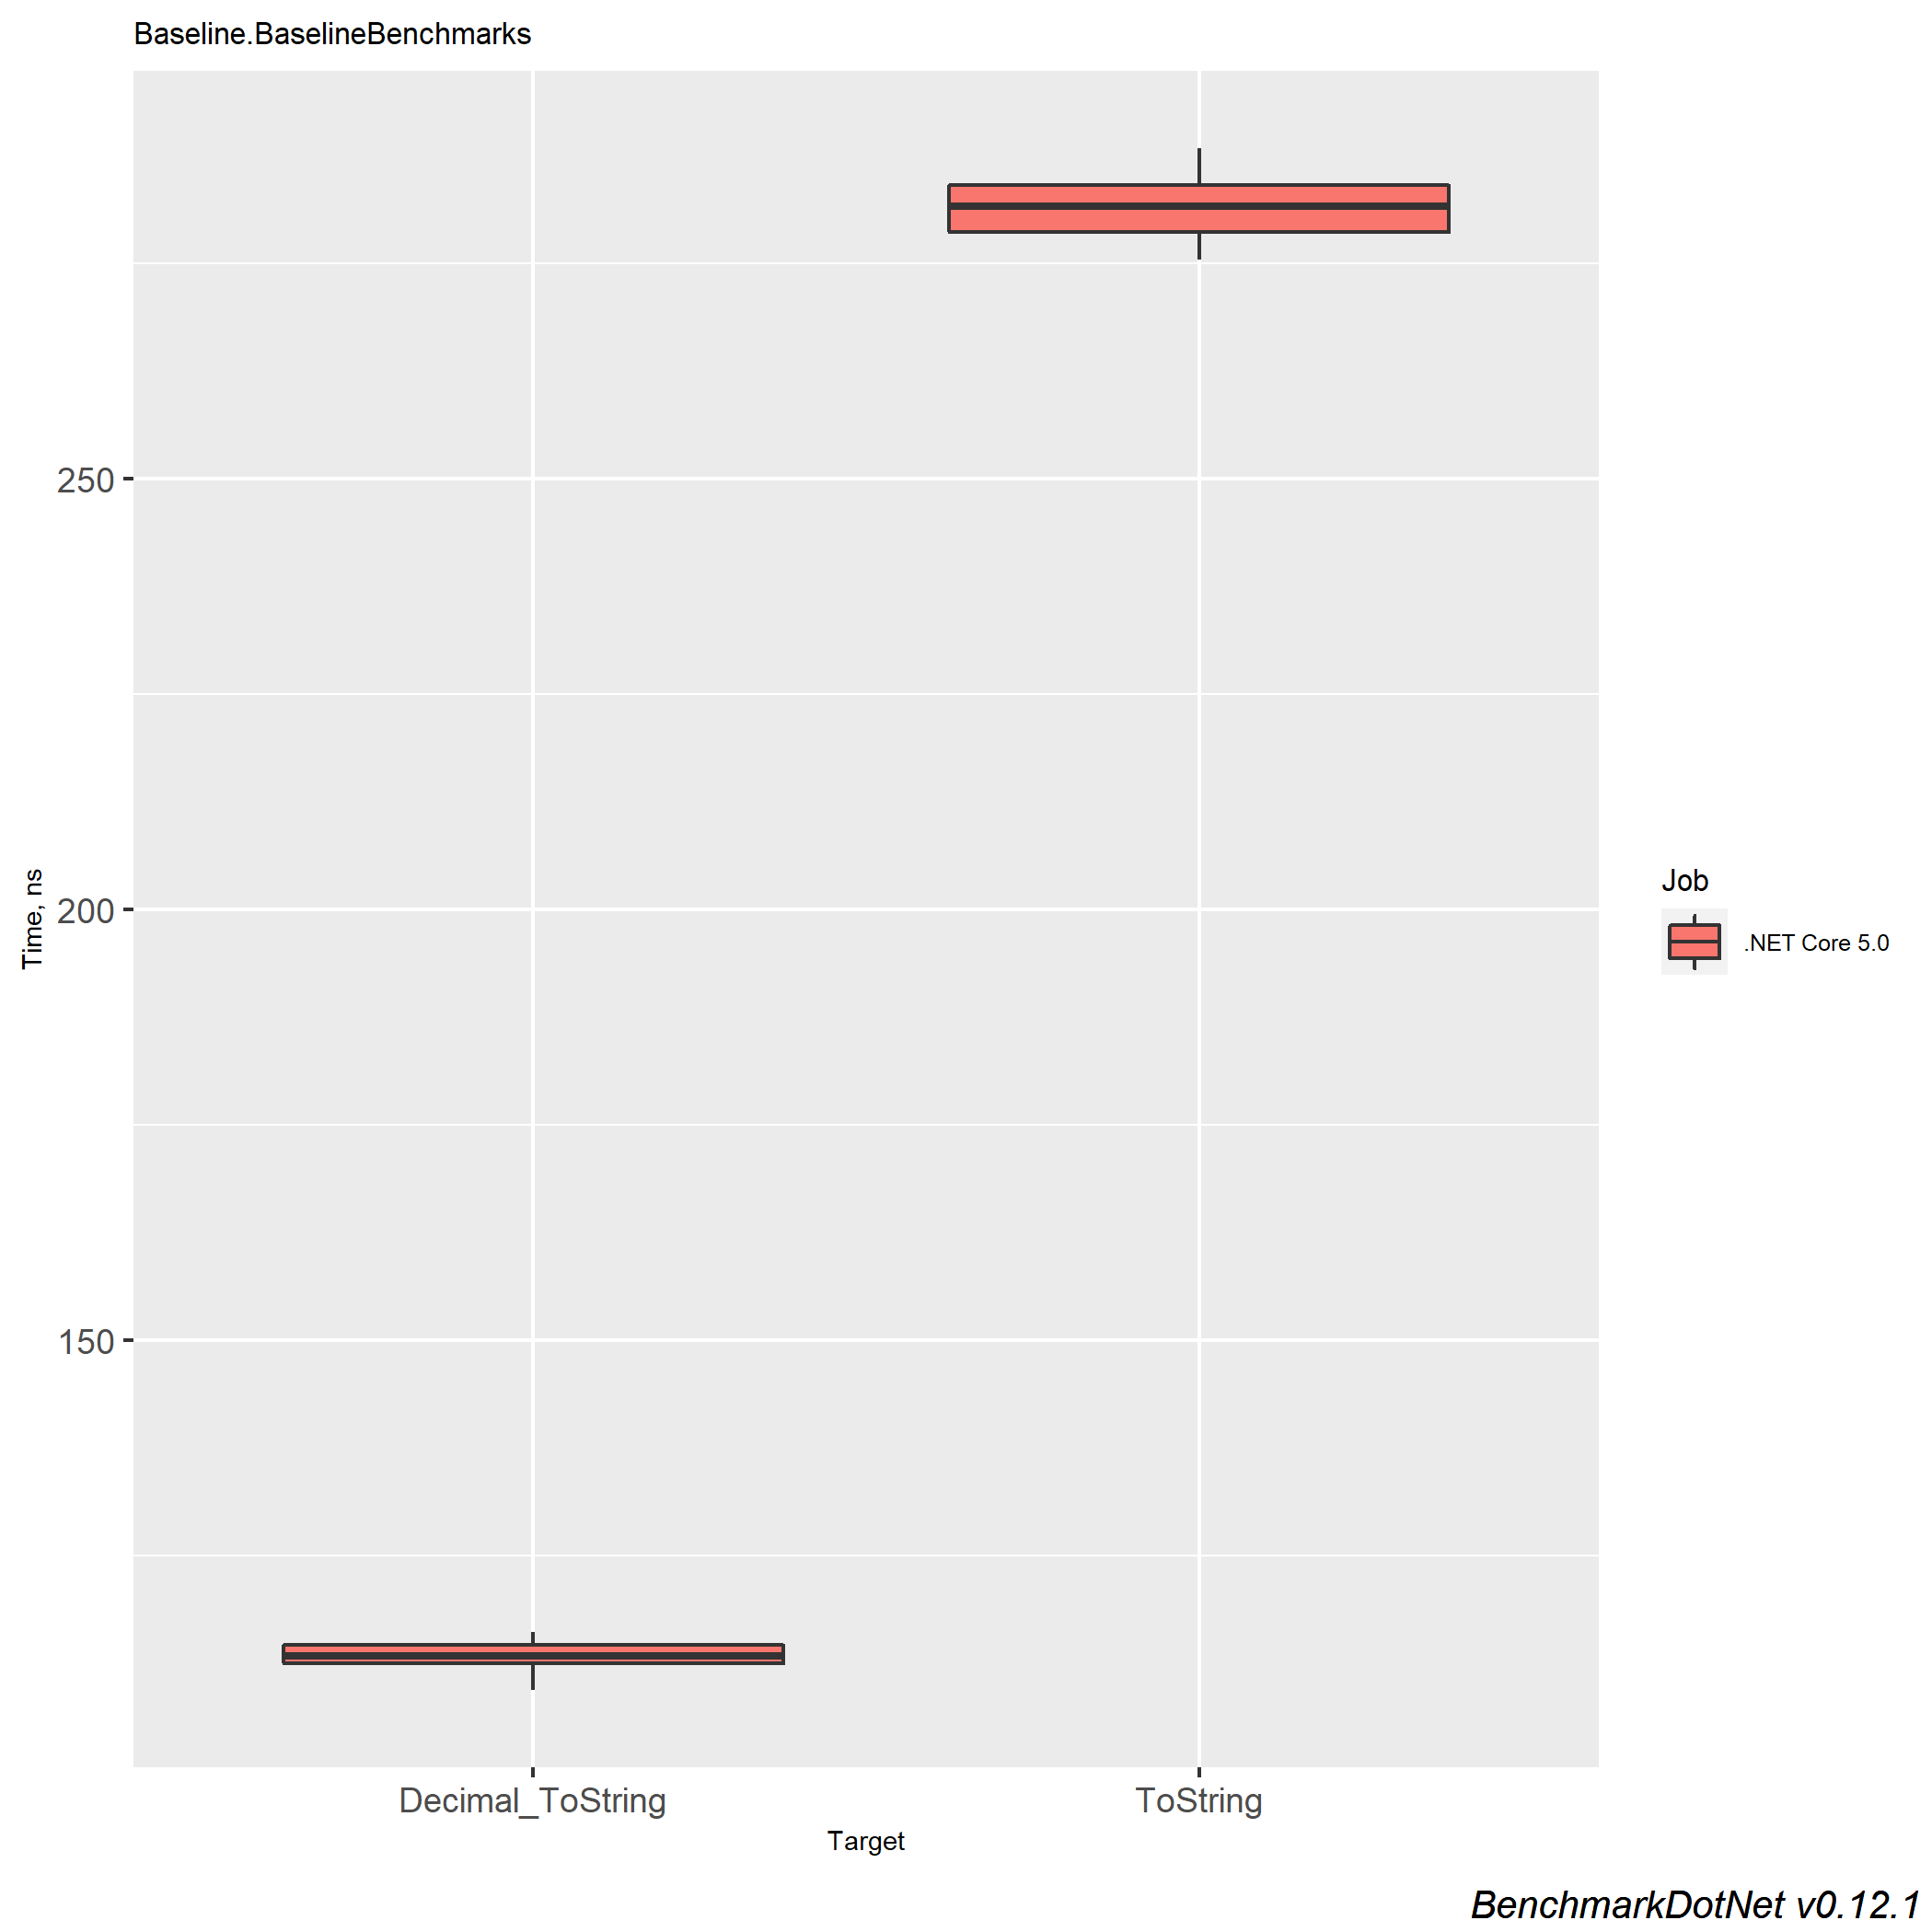 Baseline.BaselineBenchmarks
250
200
150
Time, ns
Decimal_ToString
ToString
Target
Job
.NET Core 5.0
BenchmarkDotNet v0.12.1